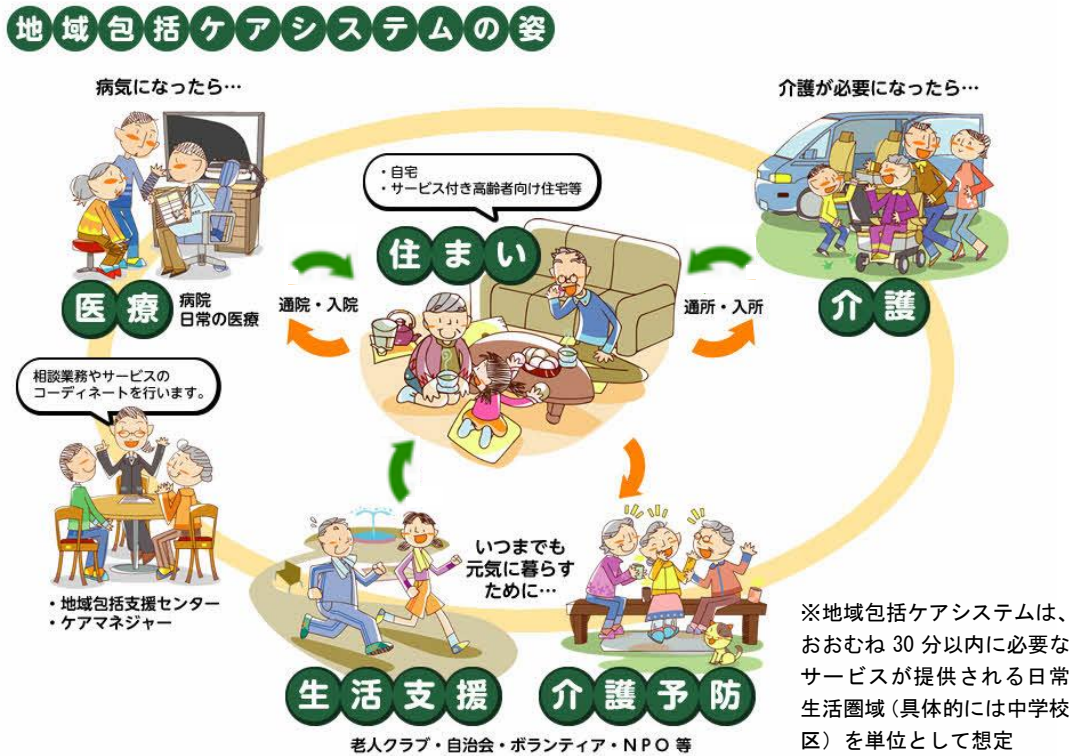 地域包括ケアシステムの姿
病気になったら…
介護が必要になったら…
・自宅
・サービス付き高齢者向け住宅等
住まい
医療
病院
日常の医療
通院・入院
通所・入所
介護
相談業務やサービスの
コーディネートを行います。
・地域包括支援センター
・ケアマネジャー
いつまでも
元気に暮らす
ために…
生活支援
介護予防
老人クラブ・自治会・ボランティア・NPO 等
※地域包括ケアシステムは、
おおむね 30 分以内に必要な
サービスが提供される日常
生活圏域（具体的には中学校
区）を単位として想定